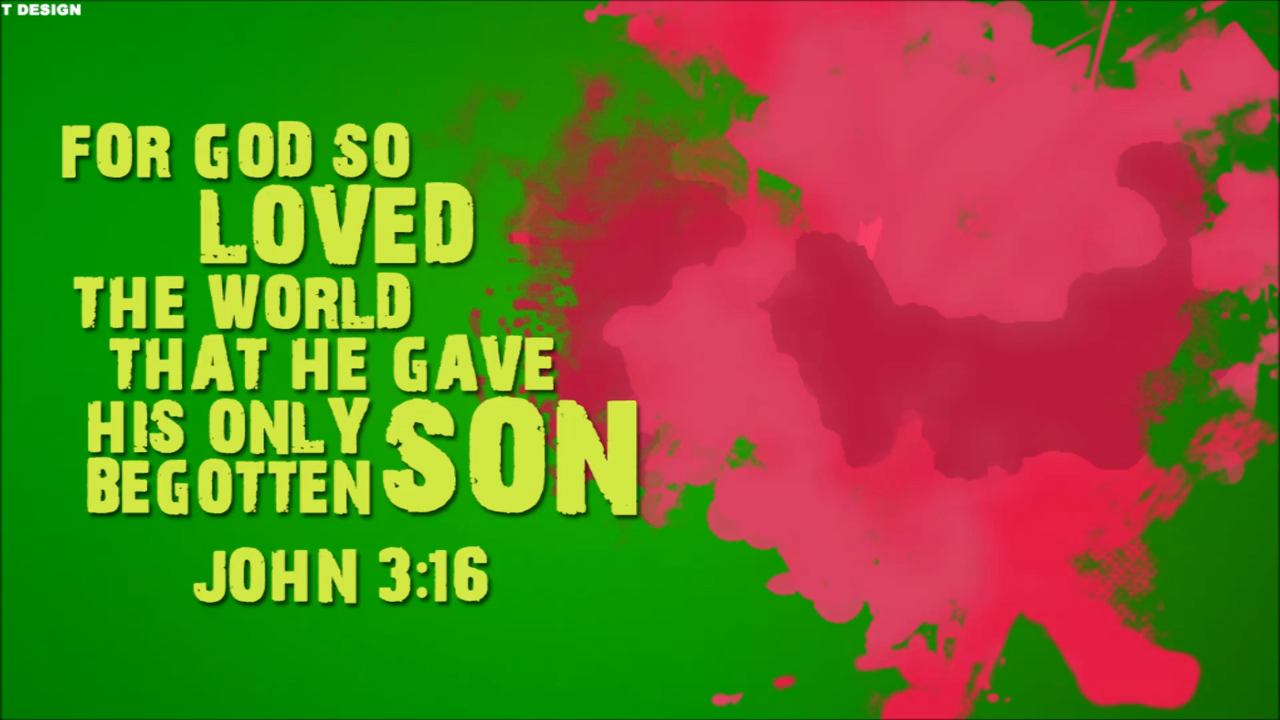 T DESIGN
FOR GOD SO
LOVED
THE WORLD
THAT HE GAVE
HIS ONLY
BEGOTTEN SON
JOHN 3:16